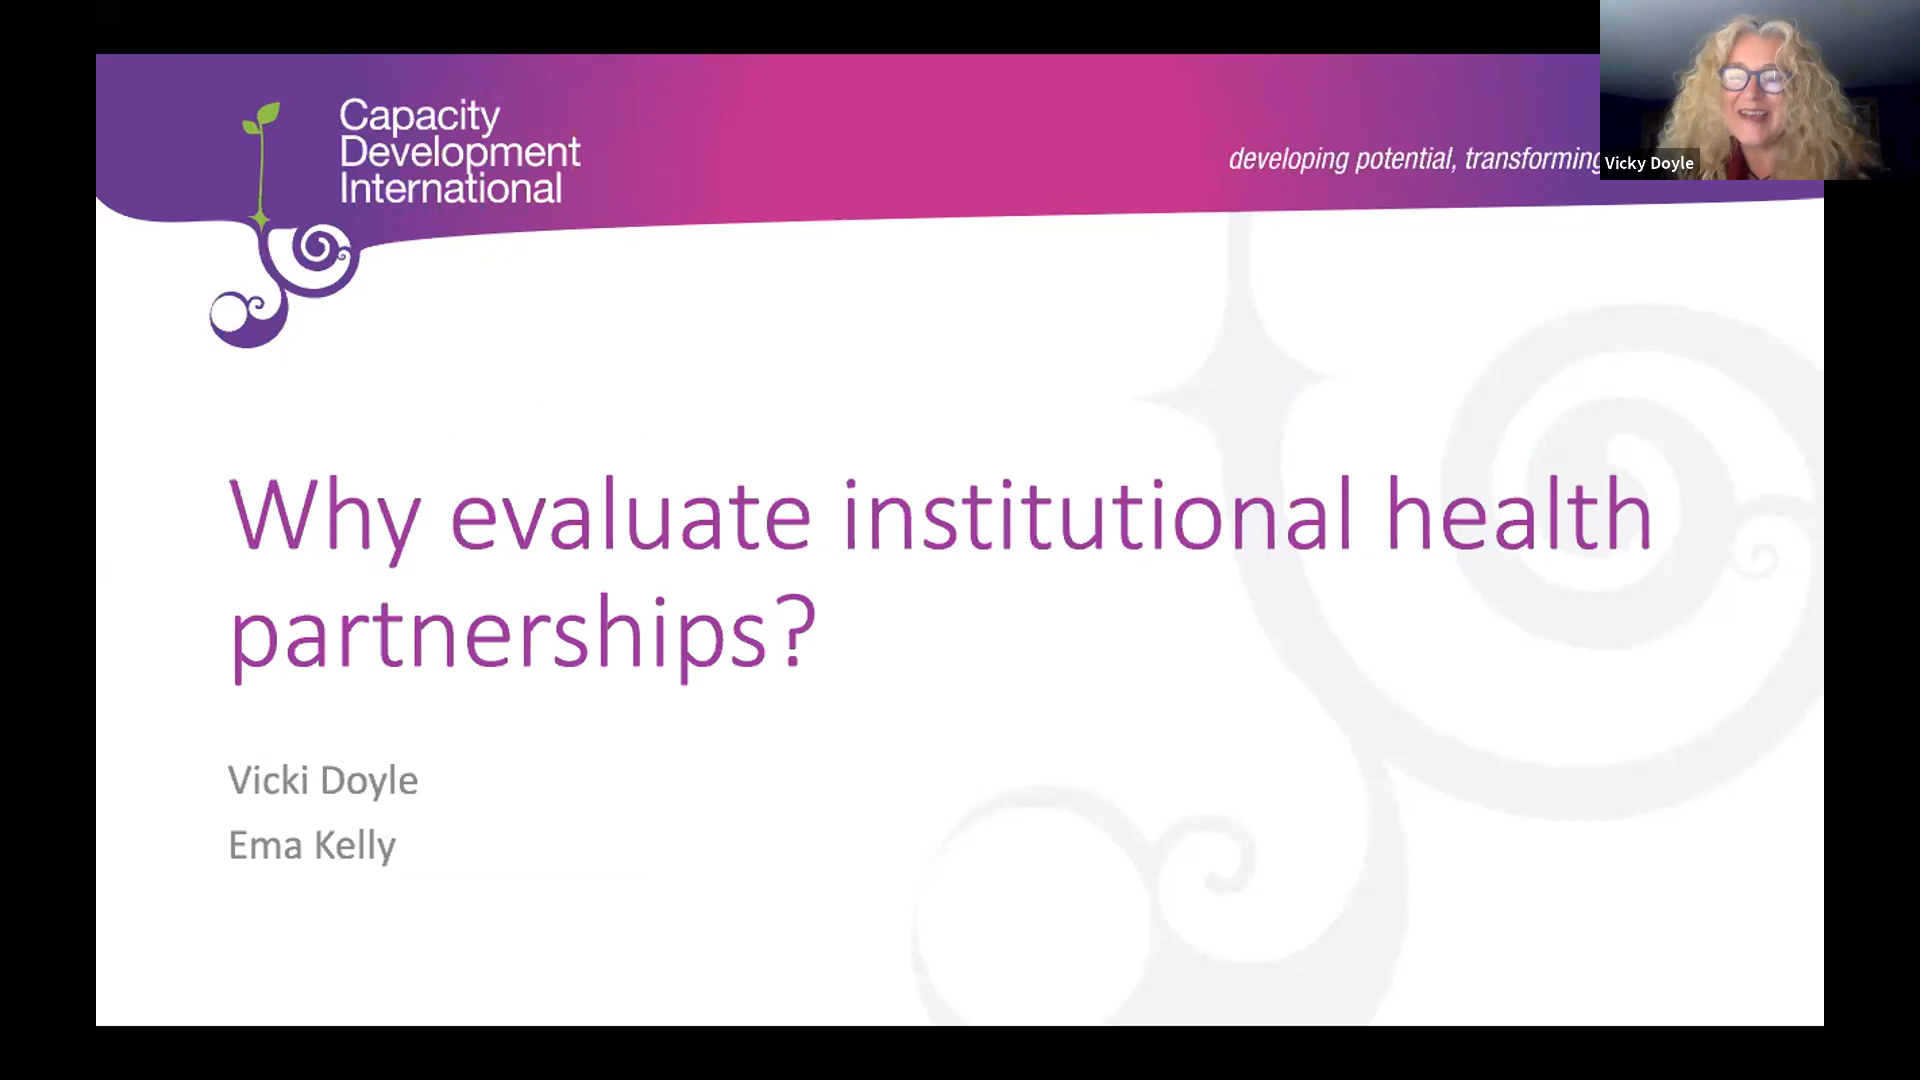 Capacity
Development
International
developing potential, transforming
Vicky Doyle
Why evaluate institutional health
partnerships?
Vicki Doyle
Ema Kelly